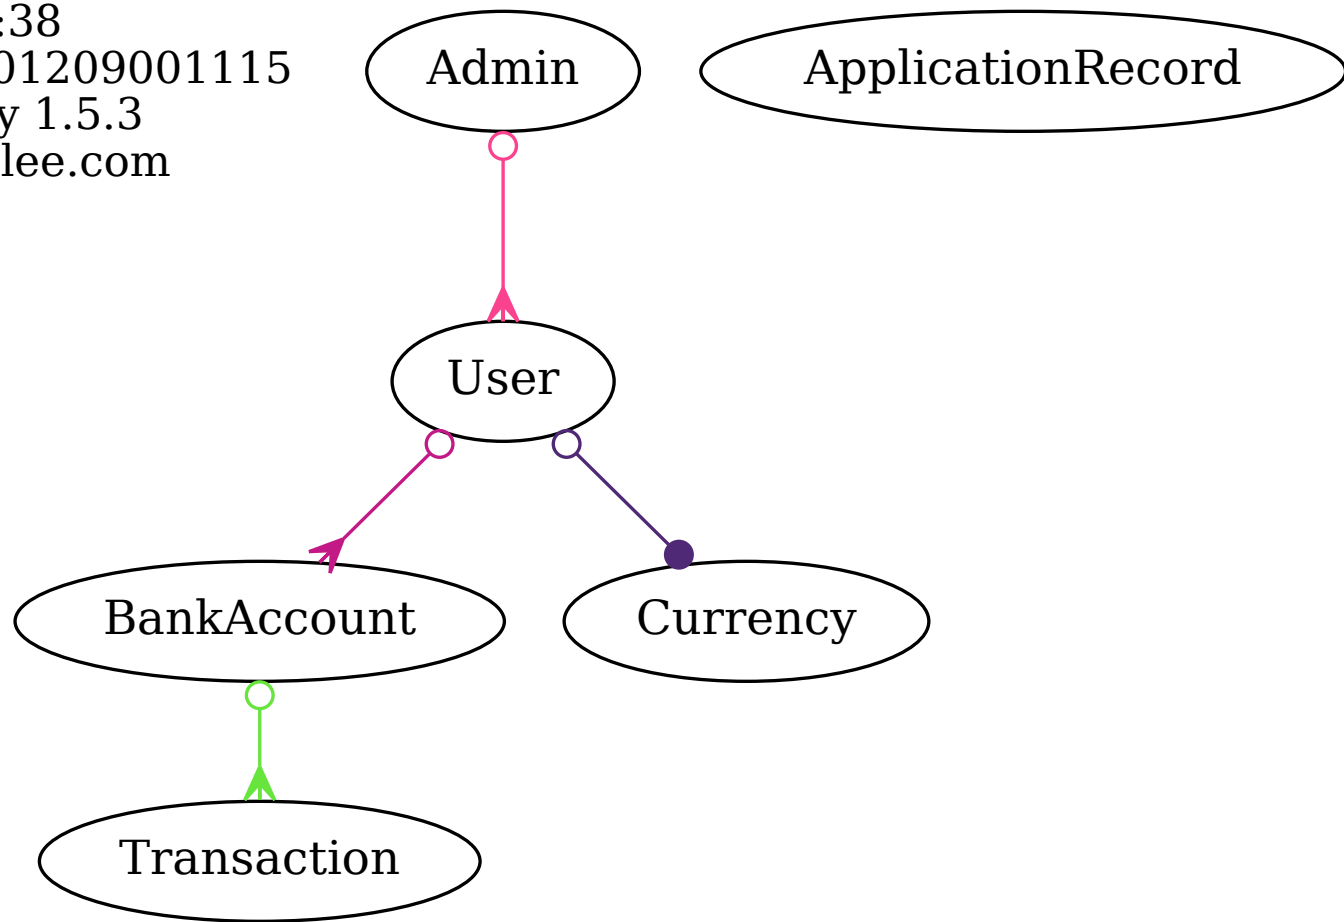 :38
01209001115
y 1.5.3
lee.com
Admin
ApplicationRecord
User
BankAccount
Currency
Transaction